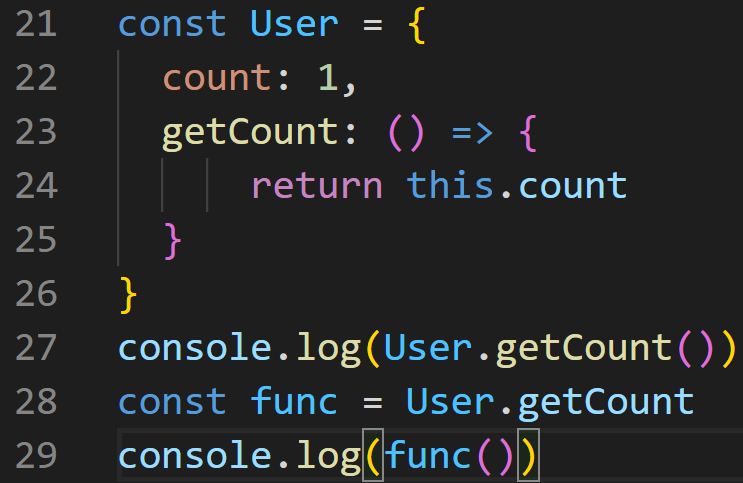 21 const User = {
22   count: 1,
23   getCount: () => {
24       return this.count
25   }
26 }
27 console.log(User.getCount())
28 const func = User.getCount
29 console.log(func())